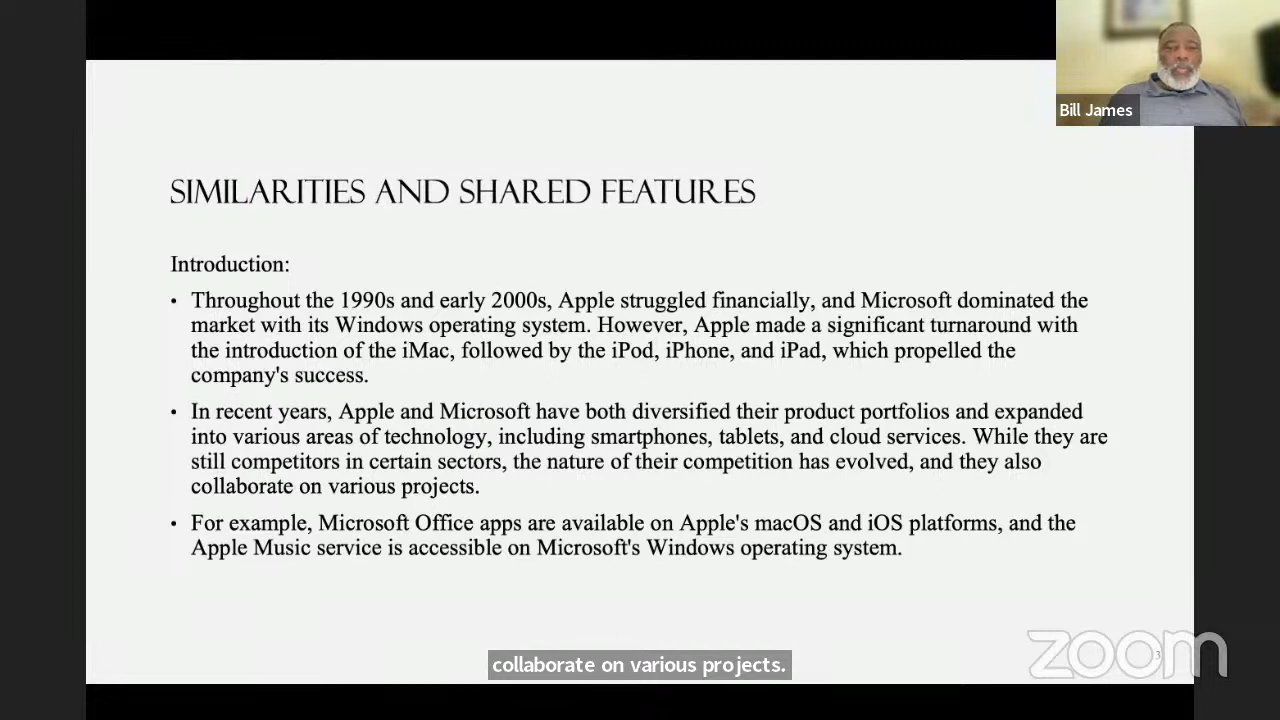 Bill James
SIMILARITIES AND SHARED FEATURES
Introduction:
• Throughout the 1990s and early 2000s, Apple struggled financially, and Microsoft dominated the
market with its Windows operating system. However, Apple made a significant turnaround with
the introduction of the iMac, followed by the iPod, iPhone, and iPad, which propelled the
company's success.
• In recent years, Apple and Microsoft have both diversified their product portfolios and expanded
into various areas of technology, including smartphones, tablets, and cloud services. While they are
still competitors in certain sectors, the nature of their competition has evolved, and they also
collaborate on various projects.
• For example, Microsoft Office apps are available on Apple's macOS and iOS platforms, and the
Apple Music service is accessible on Microsoft's Windows operating system.
collaborate on various projects.
zoom
3